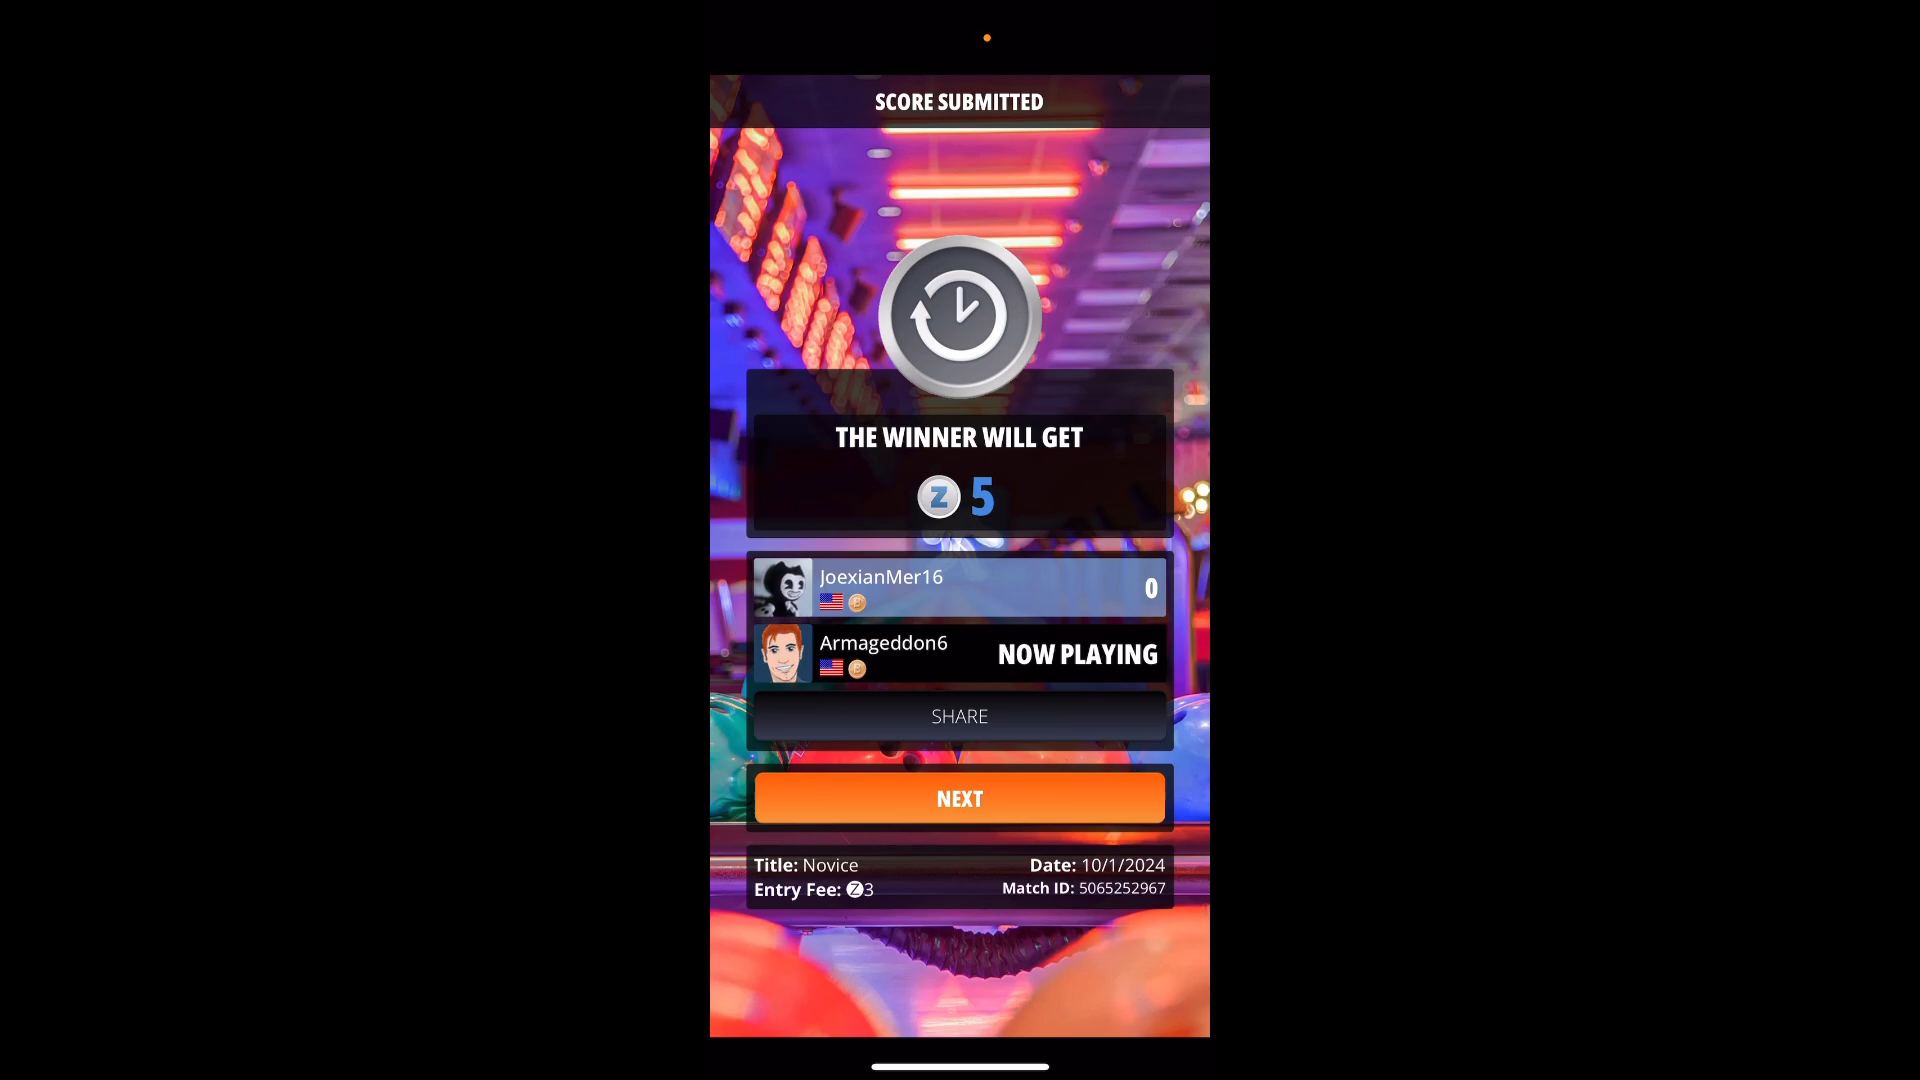 SCORE SUBMITTED
THE WINNER WILL GET
Z 5
JoexianMer16
0
Armageddon6
NOW PLAYING
SHARE
NEXT
Title: Novice
Date: 10/1/2024
Entry Fee: Z3
Match ID: 5065252967